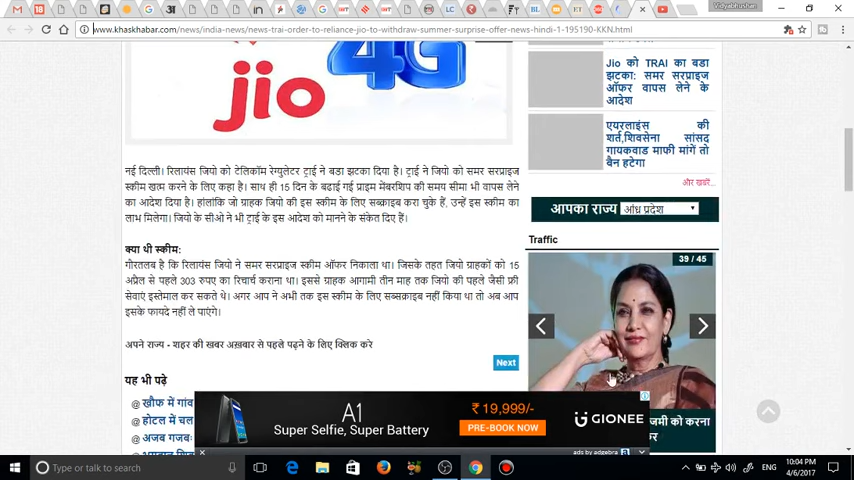 Vidyabhushan
www.khaskhabar.com/news/india-news/news-trai-order-to-reliance-jio-to-withdraw-summer-surprise-offer-news-hindi-1-195190-KKN.html
4G
jio
Jio को TRAI का बडा
झटका: समर सरप्राइज
ऑफर वापस लेने के
आदेश
एयरलाइंस की
शर्त,शिवसेना सांसद
गायकवाड माफी मांगें तो
बैन हटेगा
और खबरें...
नई दिल्ली। रिलायंस जियो को टेलिकॉम रेग्युलेटर ट्राई ने बडा झटका दिया है। ट्राई ने जियो को समर सरप्राइज
स्कीम खत्म करने के लिए कहा है। साथ ही 15 दिन के बढाई गई प्राइम मेंबरशिप की समय सीमा भी वापस लेने
का आदेश दिया है। हांलांकि जो ग्राहक जियो की इस स्कीम के लिए सब्क्राइब करा चुके हैं, उन्हें इस स्कीम का
लाभ मिलेगा। जियो के सीओ ने भी ट्राई के इस आदेश को मानने के संकेत दिए हैं।
आपका राज्य
आंध्र प्रदेश
क्या थी स्कीम:
गौरतलब है कि रिलायंस जियो ने समर सरप्राइज स्कीम ऑफर निकाला था। जिसके तहत जियो ग्राहकों को 15
अप्रैल से पहले 303 रुपए का रिचार्च कराना था। इससे ग्राहक आगामी तीन माह तक जियो की पहले जैसी फ्री
सेवाएं इस्तेमाल कर सकते थे। अगर आप ने अभी तक इस स्कीम के लिए सब्सक्राइब नहीं किया था तो अब आप
इसके फायदे नहीं ले पाएंगे।
Traffic
39 / 45
अपने राज्य - शहर की खबर अख़बार से पहले पढ़ने के लिए क्लिक करे
Next
यह भी पढ़े
@ खौफ में गांव
@ होटल में चल
@ अजब गजबः
A1
Super Selfie, Super Battery
₹ 19,999/-
PRE-BOOK NOW
GIONEE
ads by adgebra
जमी को करना
Type or talk to search
ENG
10:04 PM
4/6/2017